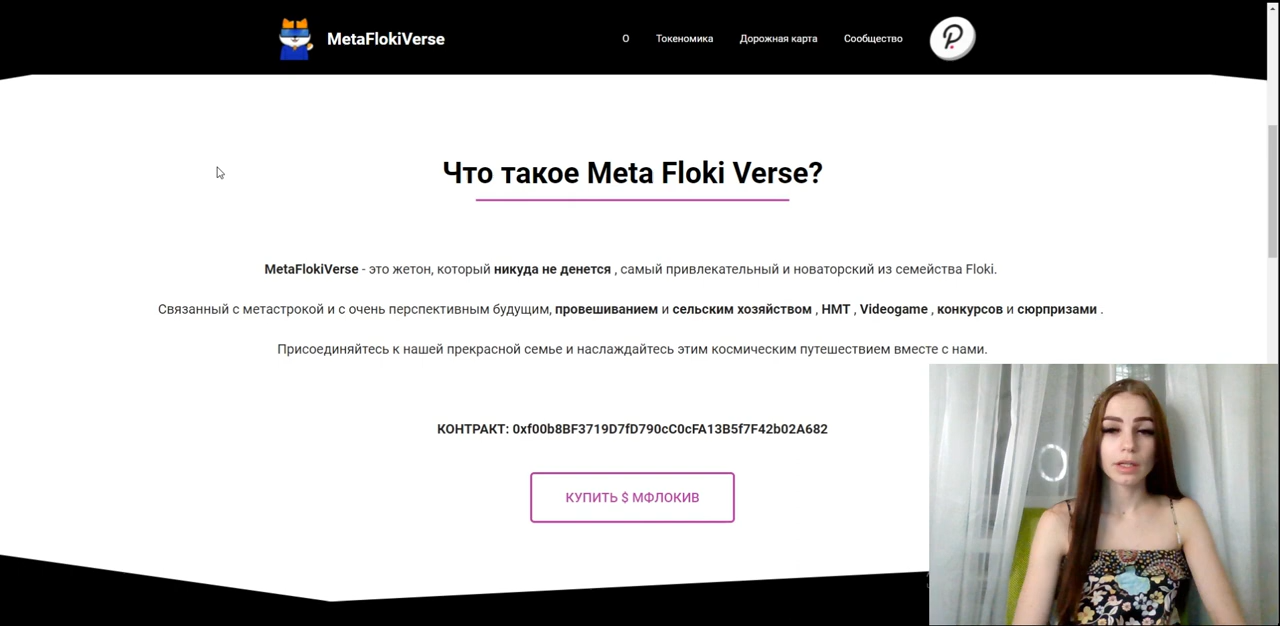 MetaFlokiVerse
О Токеномика Дорожная карта Сообщество
Что такое Meta Floki Verse?
MetaFlokiVerse - это жетон, который никуда не денется , самый привлекательный и новаторский из семейства Floki.
Связанный с метастрокой и с очень перспективным будущим, провешиванием и сельским хозяйством , НМТ , Videogame , конкурсов и сюрпризами .
Присоединяйтесь к нашей прекрасной семье и наслаждайтесь этим космическим путешествием вместе с нами.
КОНТРАКТ: 0xf00b8BF3719D7fD790cC0cFA13B5f7F42b02A682
КУПИТЬ $ МФЛОКИВ